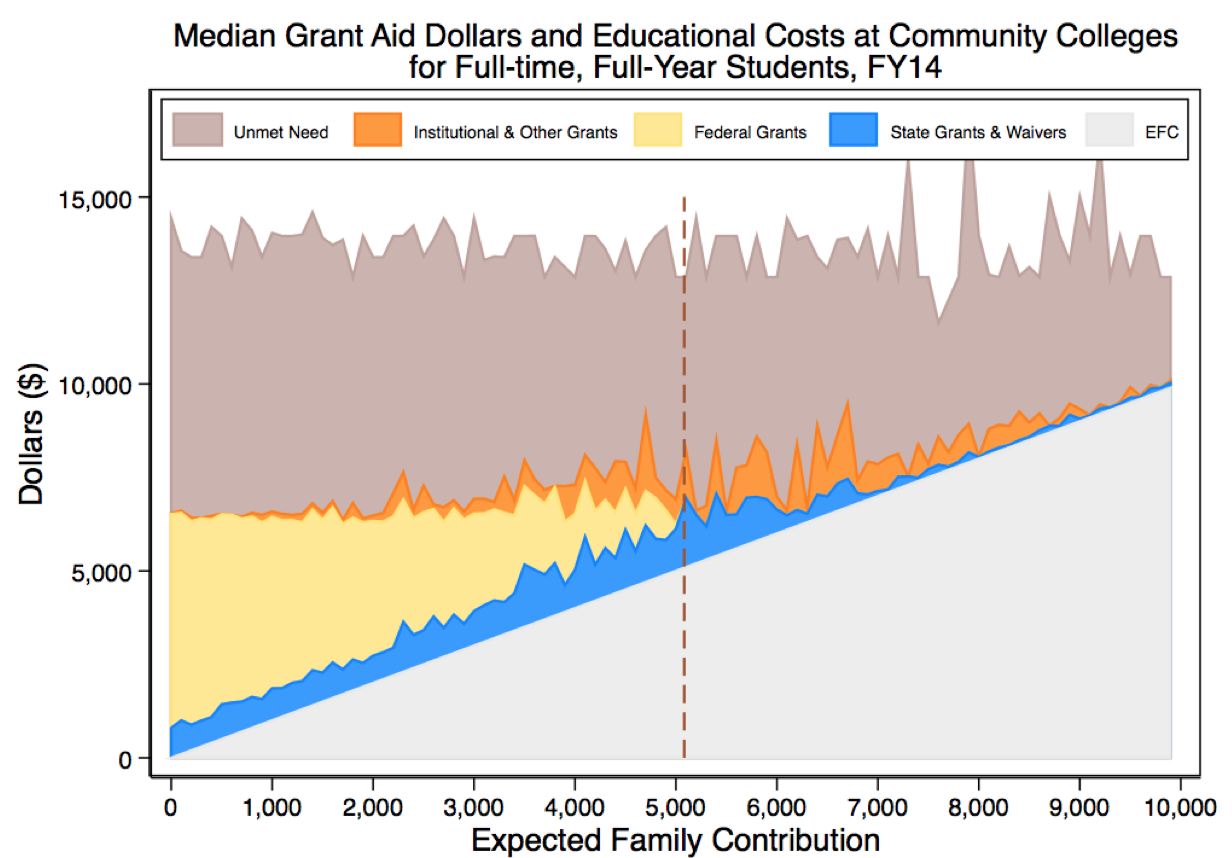 Median Grant Aid Dollars and Educational Costs at Community Colleges
for Full-time, Full-Year Students, FY14
Unmet Need Institutional & Other Grants Federal Grants State Grants & Waivers EFC
15,000
10,000
5,000
0
Dollars ($)
0 1,000 2,000 3,000 4,000 5,000 6,000 7,000 8,000 9,000 10,000
Expected Family Contribution